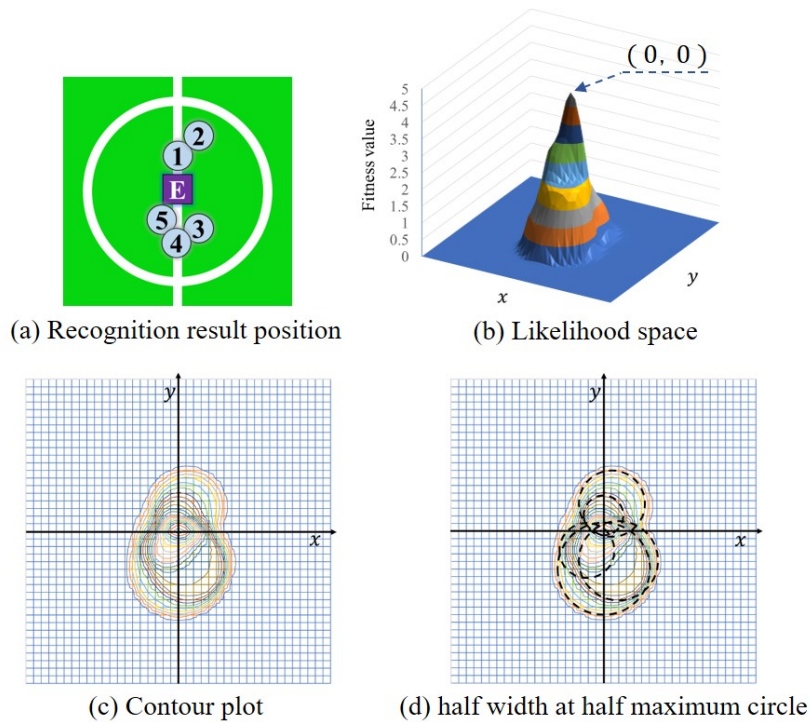 2
1
E
5
3
4
(a) Recognition result position
( 0, 0 )
Fitness value
5
4.5
4
3.5
3
2.5
2
1.5
1
0.5
0
x
y
(b) Likelihood space
y
x
(c) Contour plot
y
x
(d) half width at half maximum circle